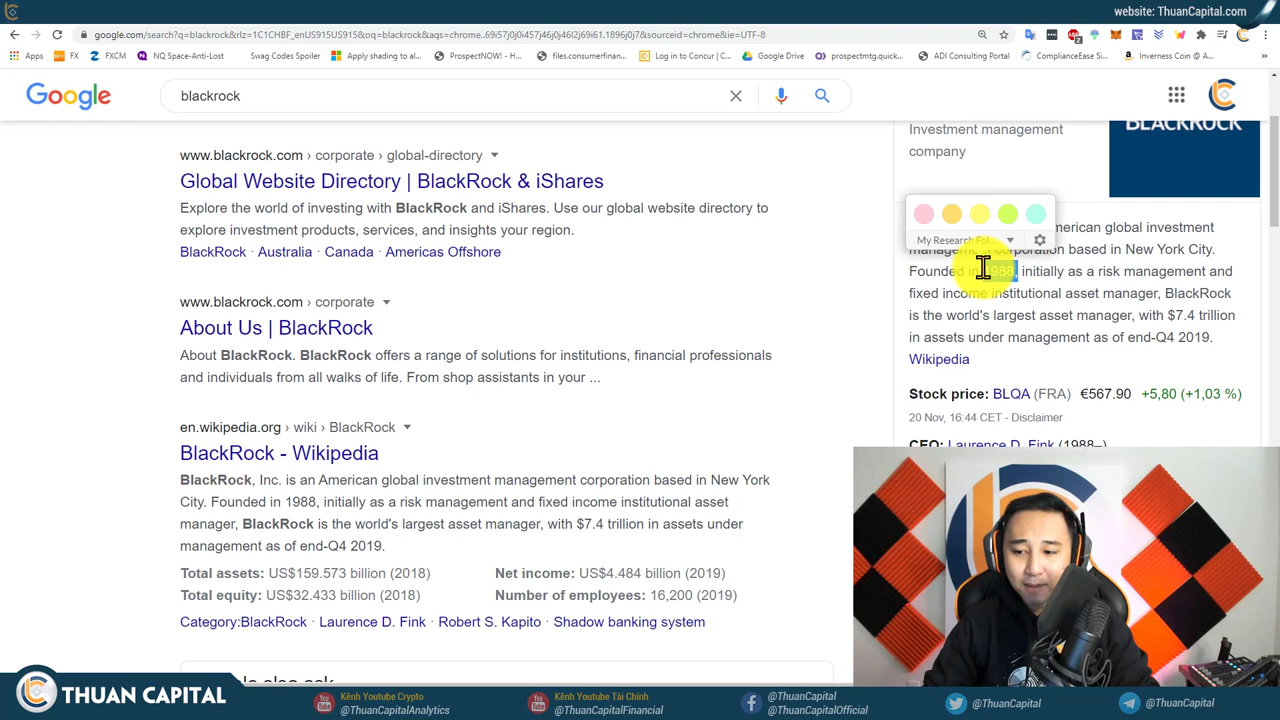 website: ThuanCapital.com
google.com/search?q=blackrock&rlz=1C1CHBF_enUS915US915&oq=blackrock&aqs=chrome..69i57j0j0i457j46j0j46l2j69i61.1896j0j7&sourceid=chrome&ie=UTF-8
Apps FX FXCM NQ Space-Anti-Lost Swag Codes Spoiler Apply shading to al... ProspectNOW! - H... files.consumerfinan... Log in to Concur | C... Google Drive prospectmtg.quick... ADI Consulting Portal ComplianceEase Si... Inverness Coin @ A... »
Google
blackrock
www.blackrock.com › corporate › global-directory
Global Website Directory | BlackRock & iShares
Explore the world of investing with BlackRock and iShares. Use our global website directory to
explore investment products, services, and insights your region.
BlackRock · Australia · Canada · Americas Offshore
www.blackrock.com › corporate
About Us | BlackRock
About BlackRock. BlackRock offers a range of solutions for institutions, financial professionals
and individuals from all walks of life. From shop assistants in your ...
en.wikipedia.org › wiki › BlackRock
BlackRock - Wikipedia
BlackRock, Inc. is an American global investment management corporation based in New York
City. Founded in 1988, initially as a risk management and fixed income institutional asset
manager, BlackRock is the world's largest asset manager, with $7.4 trillion in assets under
management as of end-Q4 2019.
Total assets: US$159.573 billion (2018) Net income: US$4.484 billion (2019)
Total equity: US$32.433 billion (2018) Number of employees: 16,200 (2019)
Category:BlackRock · Laurence D. Fink · Robert S. Kapito · Shadow banking system
Investment management
company
BLACKROCK
My Research Fol...
merican global investment
management corporation based in New York City.
Founded in 1988, initially as a risk management and
fixed income institutional asset manager, BlackRock
is the world's largest asset manager, with $7.4 trillion
in assets under management as of end-Q4 2019.
Wikipedia
Stock price: BLQA (FRA) €567.90 +5,80 (+1,03 %)
20 Nov, 16:44 CET - Disclaimer
CEO: Laurence D. Fink (1988–)
THUAN CAPITAL
Kênh Youtube Crypto
@ThuanCapitalAnalytics
Kênh Youtube Tài Chính
@ThuanCapitalFinancial
@ThuanCapital
@ThuanCapitalOfficial
@ThuanCapital
@ThuanCapital